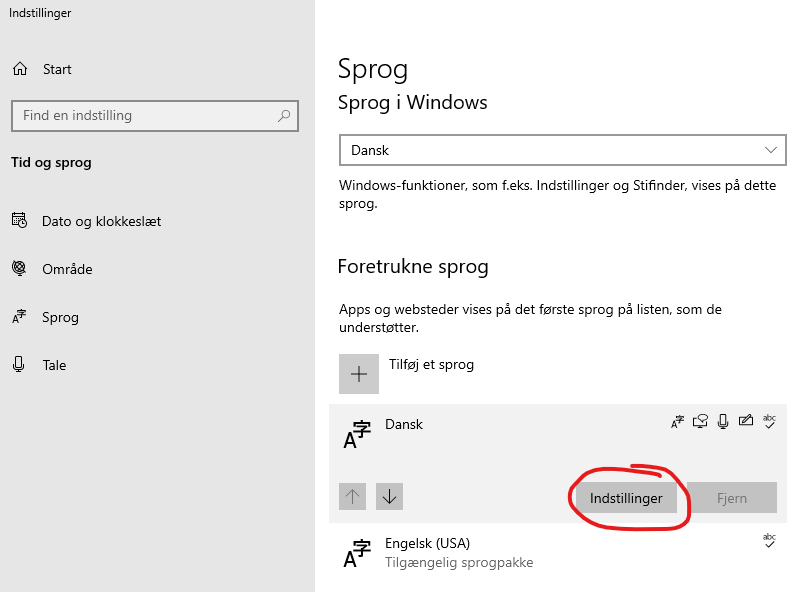 Indstillinger
Start
Find en indstilling
Tid og sprog
Dato og klokkeslæt
Område
Sprog
Tale
Sprog
Sprog i Windows
Dansk
Windows-funktioner, som f.eks. Indstillinger og Stifinder, vises på dette
sprog.
Foretrukne sprog
Apps og websteder vises på det første sprog på listen, som de
understøtter.
Tilføj et sprog
Dansk
Indstillinger
Fjern
Engelsk (USA)
Tilgængelig sprogpakke